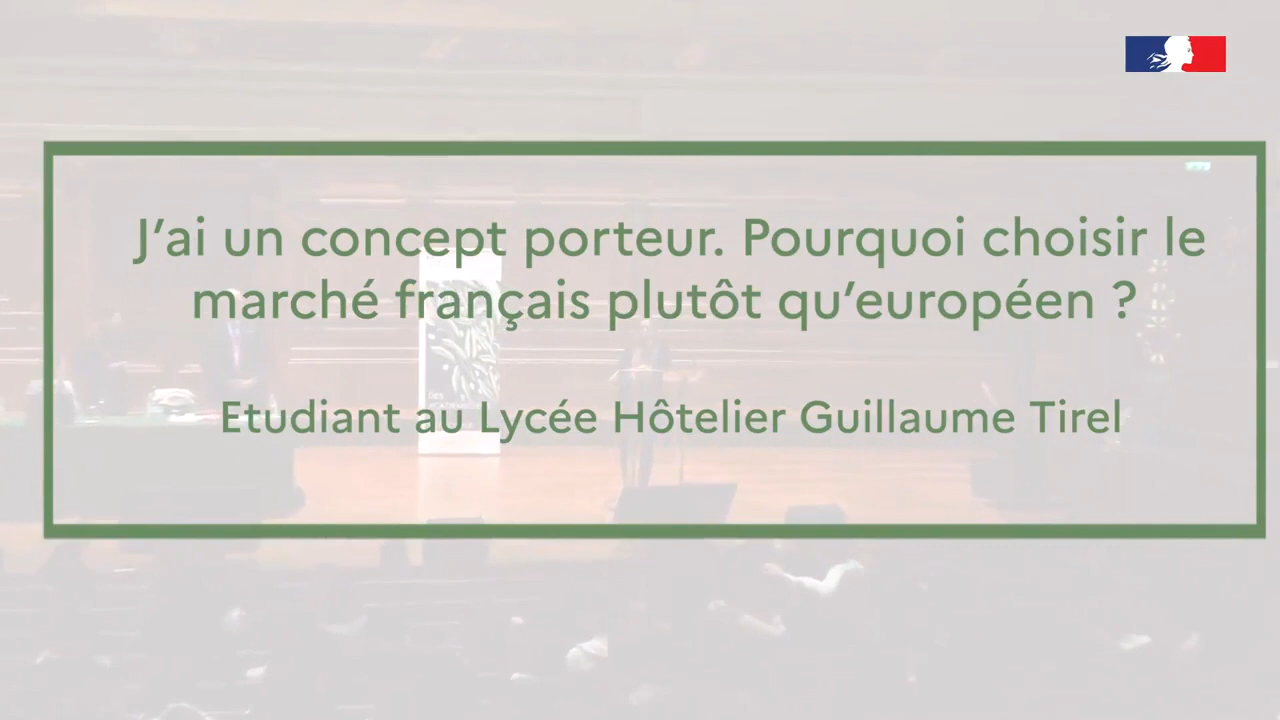 J’ai un concept porteur. Pourquoi choisir le
marché français plutôt qu’européen ?
Etudiant au Lycée Hôtelier Guillaume Tirel